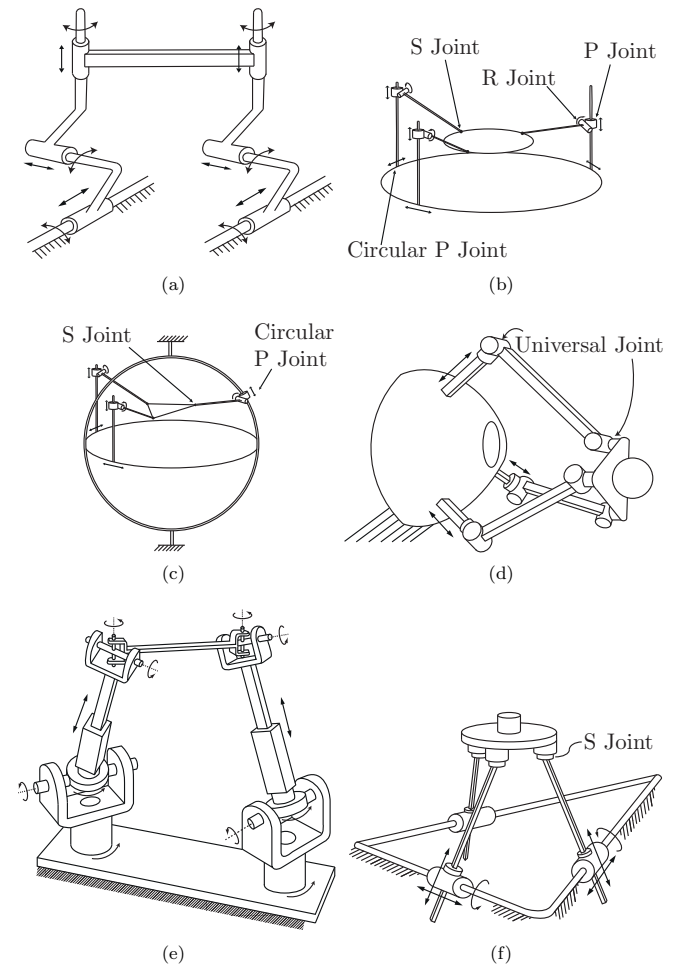 S Joint
P Joint
R Joint
Circular P Joint
(a)
(b)
S Joint
Circular
P Joint
Universal Joint
(c)
(d)
S Joint
(e)
(f)